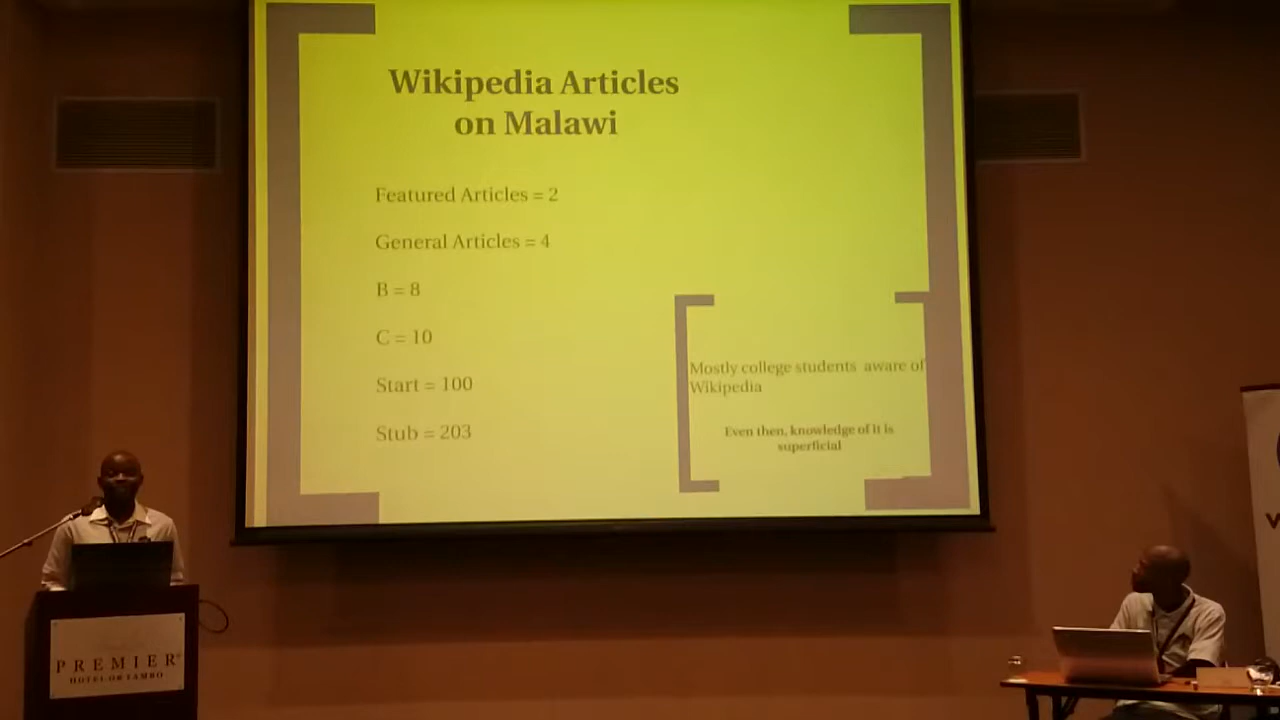 Wikipedia Articles
on Malawi
Featured Articles = 2
General Articles = 4
B = 8
C = 10
Start = 100
Stub = 203
Mostly college students aware of
Wikipedia
Even then, knowledge of it is
superficial
PREMIER
HOTEL OR TAMBO